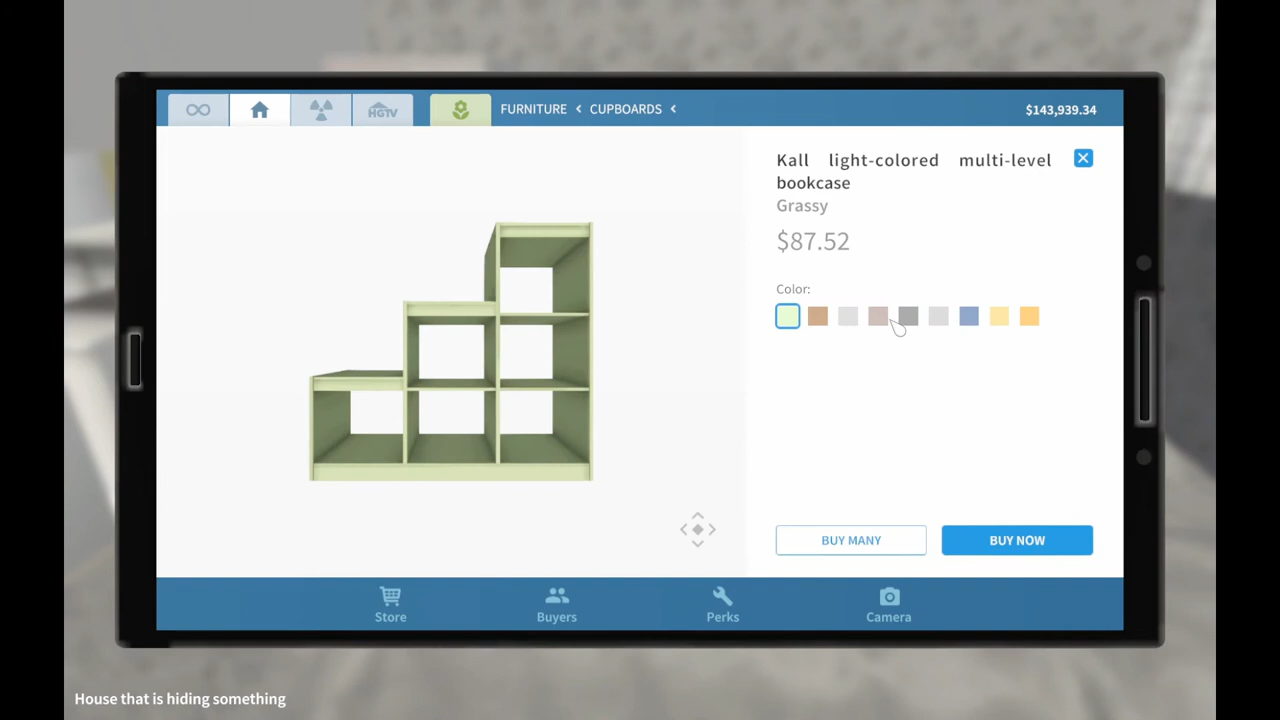 HGTV
FURNITURE < CUPBOARDS <
$143,939.34
Kall light-colored multi-level
bookcase
Grassy
$87.52
Color:
BUY MANY
BUY NOW
Store
Buyers
Perks
Camera
House that is hiding something